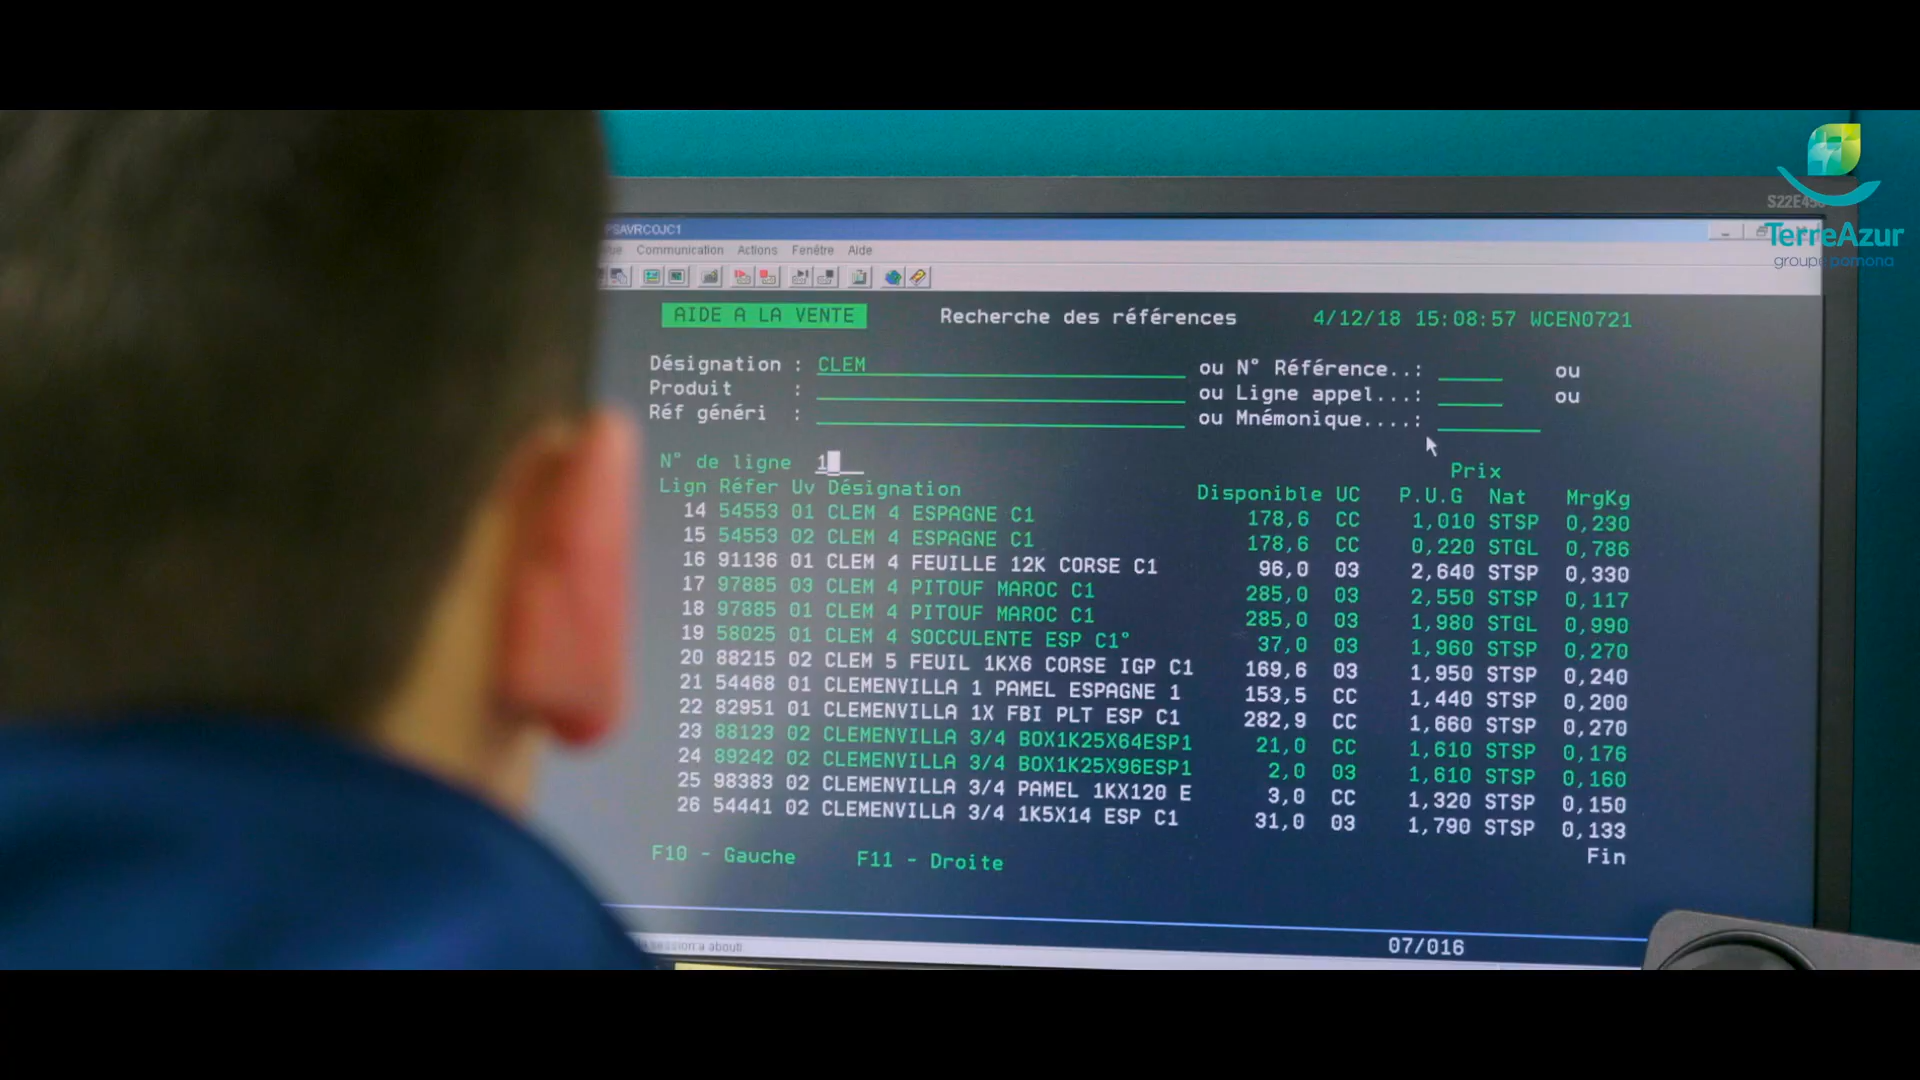 S22E45
TerreAzur
groupe pomona
PSAVRCOJC1
Communication Actions Fenêtre Aide
AIDE A LA VENTE Recherche des références 4/12/18 15:08:57 WCEN0721
Désignation : CLEM ou N° Référence..: ou
Produit : ou Ligne appel...: ou
Réf généri : ou Mnémonique....:
N° de ligne 1 Prix
Lign Réfer Uv Désignation Disponible UC P.U.G Nat MrgKg
14 54553 01 CLEM 4 ESPAGNE C1 178,6 CC 1,010 STSP 0,230
15 54553 02 CLEM 4 ESPAGNE C1 178,6 CC 0,220 STGL 0,786
16 91136 01 CLEM 4 FEUILLE 12K CORSE C1 96,0 03 2,640 STSP 0,330
17 97885 03 CLEM 4 PITOUF MAROC C1 285,0 03 2,550 STSP 0,117
18 97885 01 CLEM 4 PITOUF MAROC C1 285,0 03 1,980 STGL 0,990
19 58025 01 CLEM 4 SOCCULENTE ESP C1° 37,0 03 1,960 STSP 0,270
20 88215 02 CLEM 5 FEUIL 1KX6 CORSE IGP C1 169,6 03 1,950 STSP 0,240
21 54468 01 CLEMENVILLA 1 PAMEL ESPAGNE 1 153,5 CC 1,440 STSP 0,200
22 82951 01 CLEMENVILLA 1X FBI PLT ESP C1 282,9 CC 1,660 STSP 0,270
23 88123 02 CLEMENVILLA 3/4 BOX1K25X64ESP1 21,0 CC 1,610 STSP 0,176
24 89242 02 CLEMENVILLA 3/4 BOX1K25X96ESP1 2,0 03 1,610 STSP 0,160
25 98383 02 CLEMENVILLA 3/4 PAMEL 1KX120 E 3,0 CC 1,320 STSP 0,150
26 54441 02 CLEMENVILLA 3/4 1K5X14 ESP C1 31,0 03 1,790 STSP 0,133
F10 - Gauche F11 - Droite Fin
session a abouti
07/016